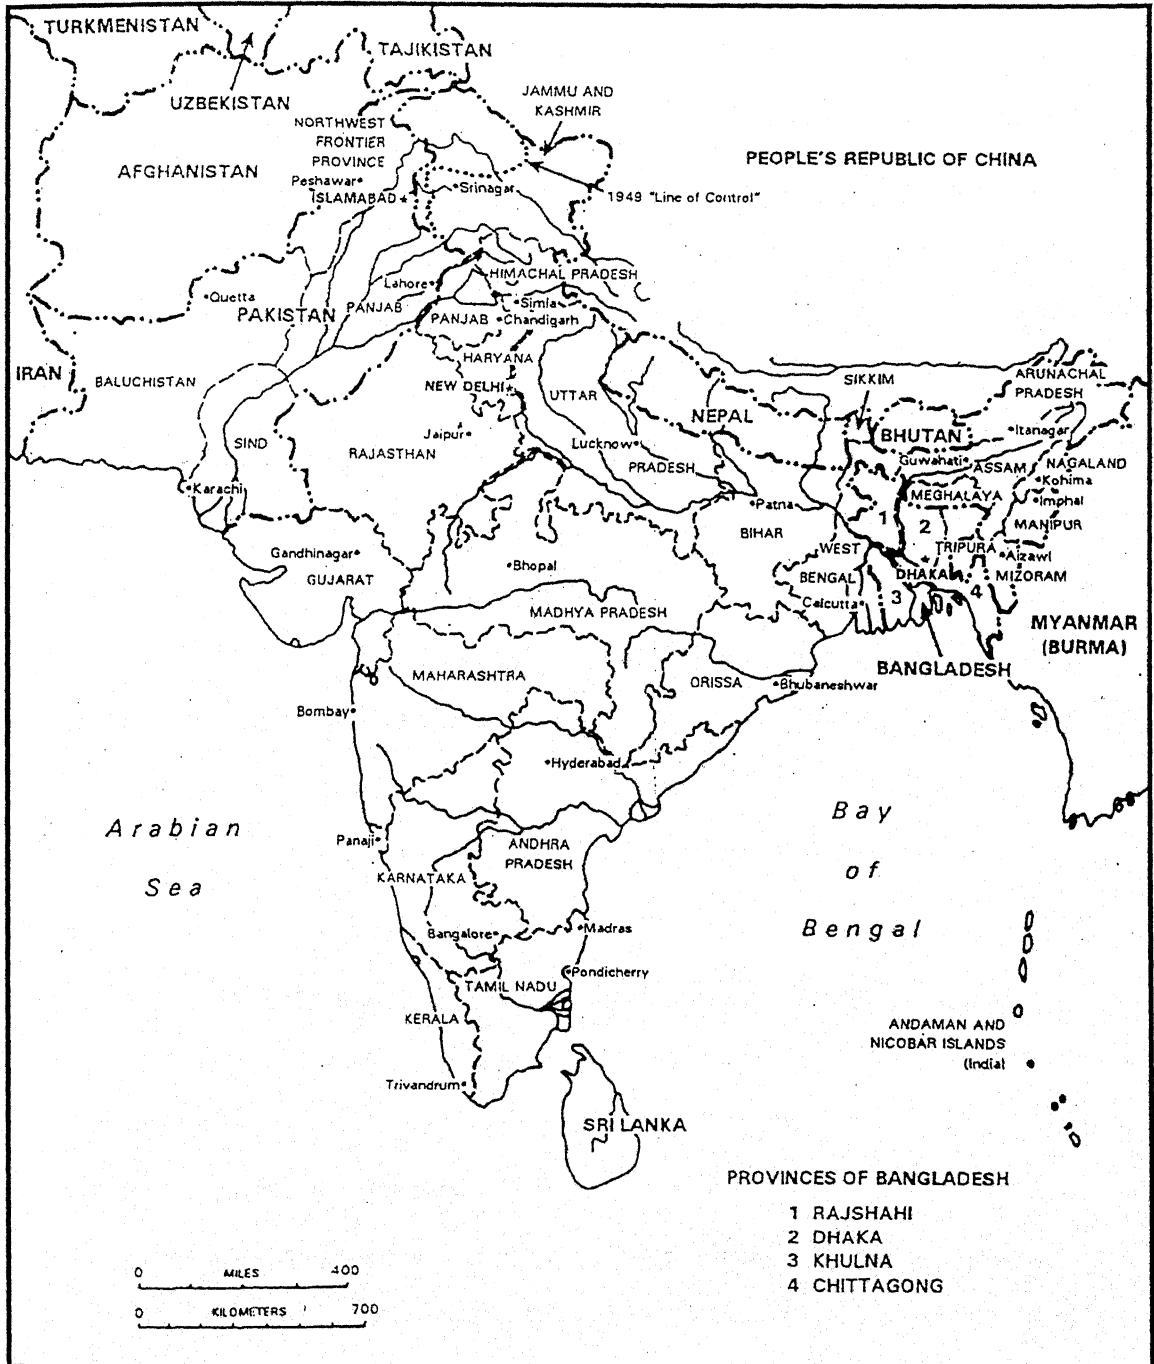 TURKMENISTAN
TAJIKISTAN
UZBEKISTAN
JAMMU AND
KASHMIR
NORTHWEST
FRONTIER
PROVINCE
AFGHANISTAN
PEOPLE'S REPUBLIC OF CHINA
Peshawar
ISLAMABAD
Srinagar
1949 "Line of Control"
HIMACHAL PRADESH
Lahore
Quetta
Simla
PAKISTAN
PANJAB
PANJAB
Chandigarh
HARYANA
IRAN
BALUCHISTAN
NEW DELHI
UTTAR
SIKKIM
ARUNACHAL
PRADESH
NEPAL
BHUTAN
Itanagar
SIND
Jaipur
RAJASTHAN
Lucknow
PRADESH
Guwahati
ASSAM
NAGALAND
Kohima
Karachi
Patna
MEGHALAYA
Imphal
1
2
MANIPUR
BIHAR
WEST
TRIPURA
Aizawl
Gandhinagar
GUJARAT
Bhopal
BENGAL
DHAKA
MIZORAM
Calcutta
3
4
MADHYA PRADESH
MYANMAR
(BURMA)
MAHARASHTRA
ORISSA
Bhubaneshwar
BANGLADESH
Bombay
Hyderabad
Arabian
Sea
Bay
of
Bengal
Panaji
ANDHRA
PRADESH
KARNATAKA
Bangalore
Madras
Pondicherry
TAMIL NADU
KERALA
ANDAMAN AND
NICOBAR ISLANDS
(India)
Trivandrum
SRI LANKA
PROVINCES OF BANGLADESH
1 RAJSHAHI
2 DHAKA
3 KHULNA
4 CHITTAGONG
0 MILES 400
0 KILOMETERS 700